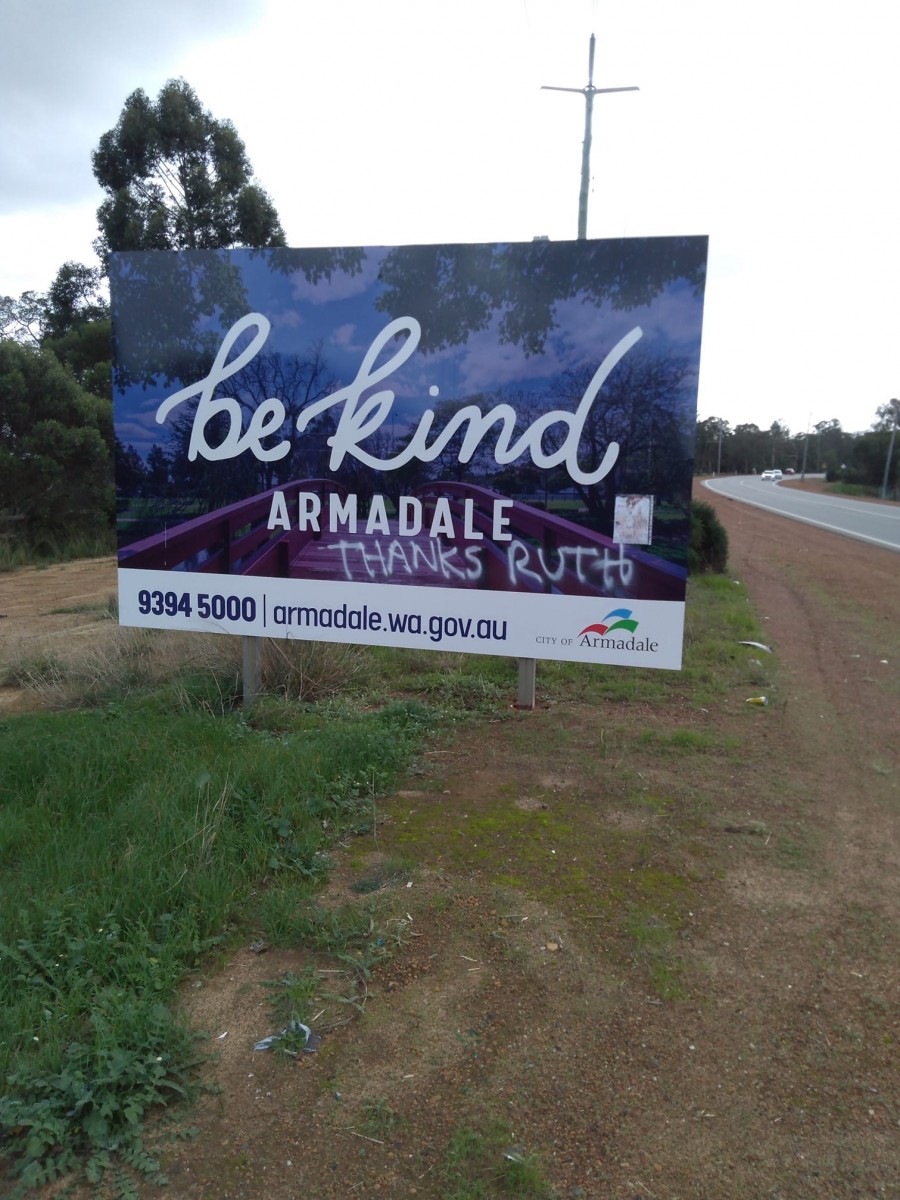 be kind
ARMADALE
THANKS RUTH
9394 5000 | armadale.wa.gov.au
CITY OF Armadale